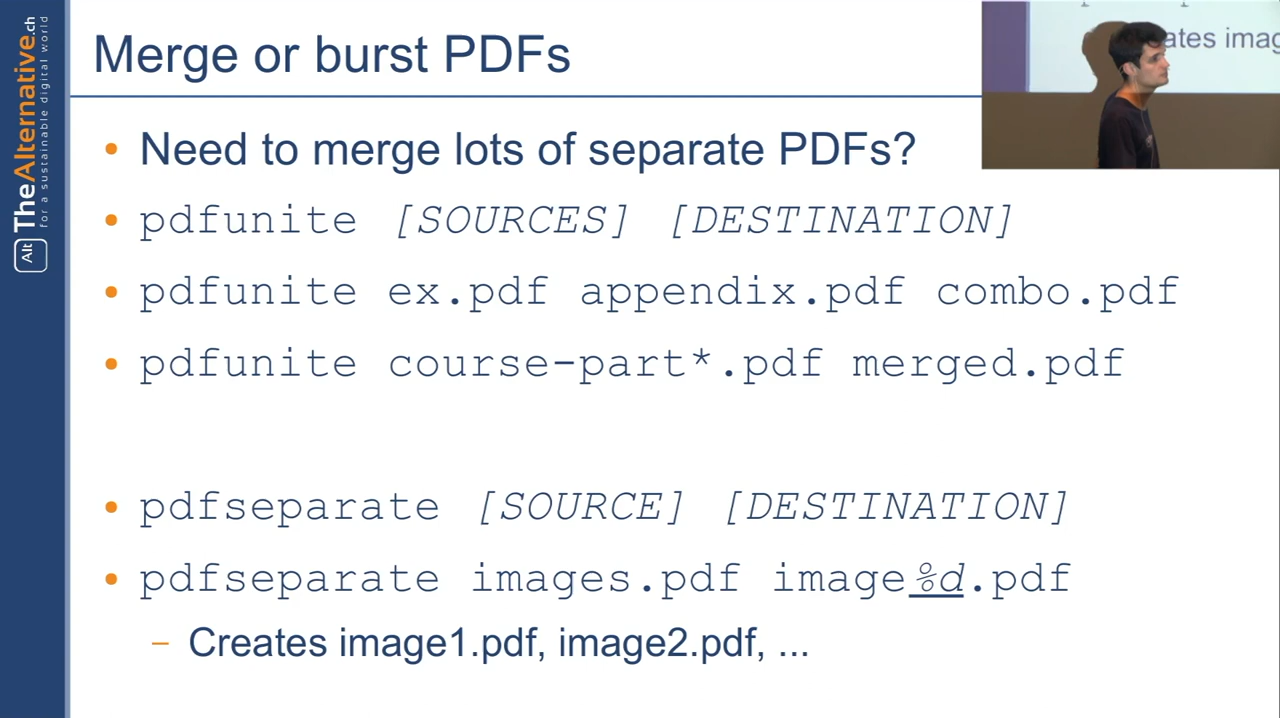 TheAlternative.ch
for a sustainable digital world
Alt
Merge or burst PDFs
ates imag
• Need to merge lots of separate PDFs?
• pdfunite [SOURCES] [DESTINATION]
• pdfunite ex.pdf appendix.pdf combo.pdf
• pdfunite course-part*.pdf merged.pdf
• pdfseparate [SOURCE] [DESTINATION]
• pdfseparate images.pdf image%d.pdf
– Creates image1.pdf, image2.pdf, ...